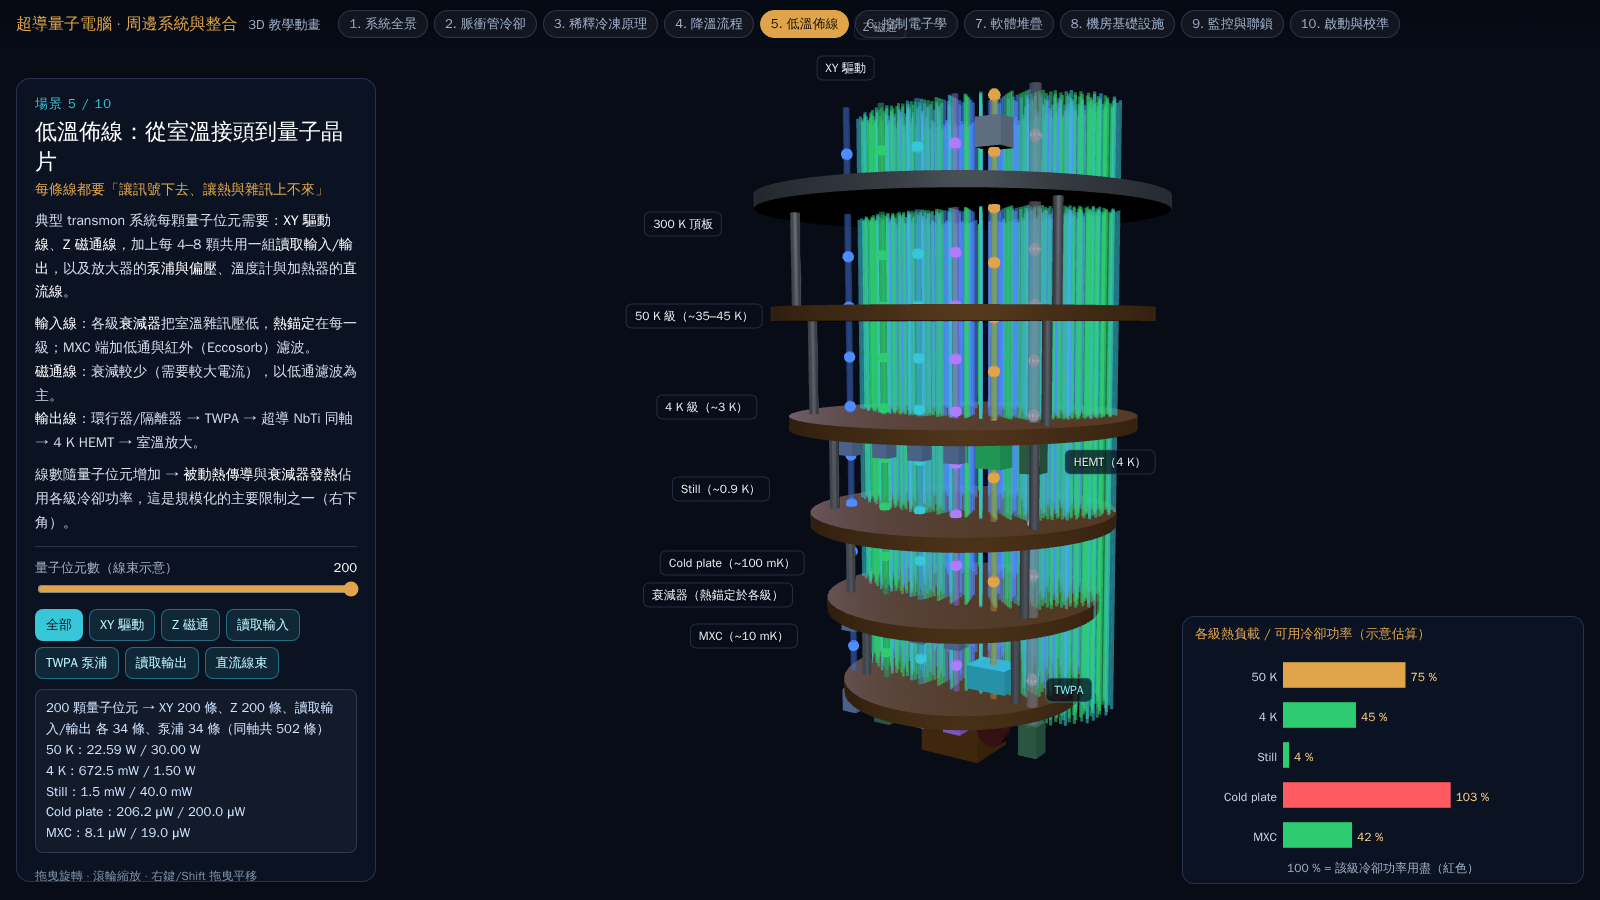 超導量子電腦 · 周邊系統與整合 3D 教學動畫
1. 系統全景
2. 脈衝管冷卻
3. 稀釋冷凍原理
4. 降溫流程
5. 低溫佈線
6. 控制電子學
Z 磁通
7. 軟體堆疊
8. 機房基礎設施
9. 監控與聯鎖
10. 啟動與校準
場景 5 / 10
低溫佈線：從室溫接頭到量子晶
片
每條線都要「讓訊號下去、讓熱與雜訊上不來」
典型 transmon 系統每顆量子位元需要：XY 驅動
線、Z 磁通線，加上每 4–8 顆共用一組讀取輸入/輸
出，以及放大器的泵浦與偏壓、溫度計與加熱器的直
流線。
輸入線：各級衰減器把室溫雜訊壓低，熱錨定在每一
級；MXC 端加低通與紅外（Eccosorb）濾波。
磁通線：衰減較少（需要較大電流），以低通濾波為
主。
輸出線：環行器/隔離器 → TWPA → 超導 NbTi 同軸
→ 4 K HEMT → 室溫放大。
線數隨量子位元增加 → 被動熱傳導與衰減器發熱佔
用各級冷卻功率，這是規模化的主要限制之一（右下
角）。
量子位元數（線束示意） 200
全部
XY 驅動
Z 磁通
讀取輸入
TWPA 泵浦
讀取輸出
直流線束
200 顆量子位元 → XY 200 條、Z 200 條、讀取輸
入/輸出 各 34 條、泵浦 34 條（同軸共 502 條）
50 K：22.59 W / 30.00 W
4 K：672.5 mW / 1.50 W
Still：1.5 mW / 40.0 mW
Cold plate：206.2 µW / 200.0 µW
MXC：8.1 µW / 19.0 µW
拖曳旋轉 · 滾輪縮放 · 右鍵/Shift 拖曳平移
XY 驅動
300 K 頂板
50 K 級（~35–45 K）
4 K 級（~3 K）
HEMT（4 K）
Still（~0.9 K）
Cold plate（~100 mK）
衰減器（熱錨定於各級）
MXC（~10 mK）
TWPA
各級熱負載 / 可用冷卻功率（示意估算）
50 K 75 %
4 K 45 %
Still 4 %
Cold plate 103 %
MXC 42 %
100 % = 該級冷卻功率用盡（紅色）